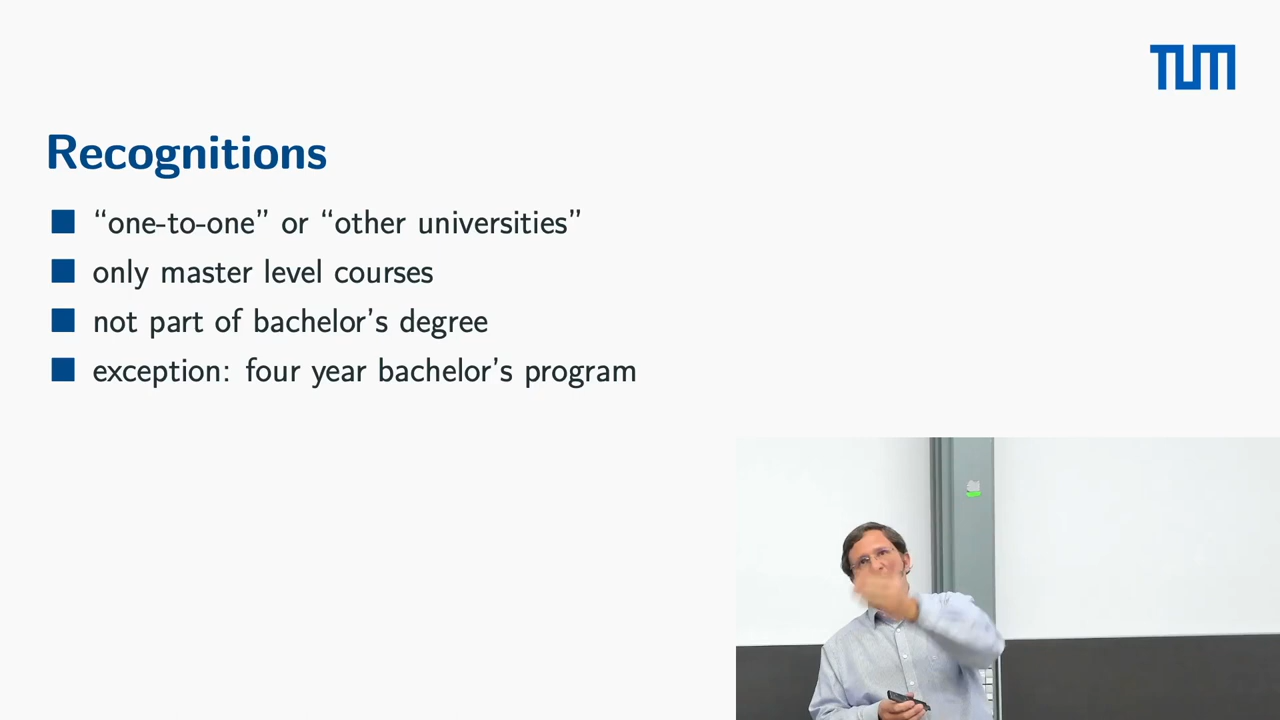 TUM
Recognitions
“one-to-one” or “other universities”
only master level courses
not part of bachelor’s degree
exception: four year bachelor’s program